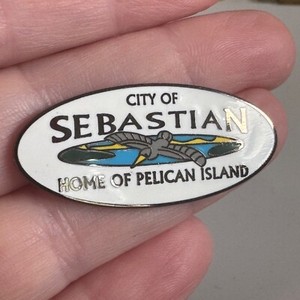 CITY OF
SEBASTIAN
HOME OF PELICAN ISLAND